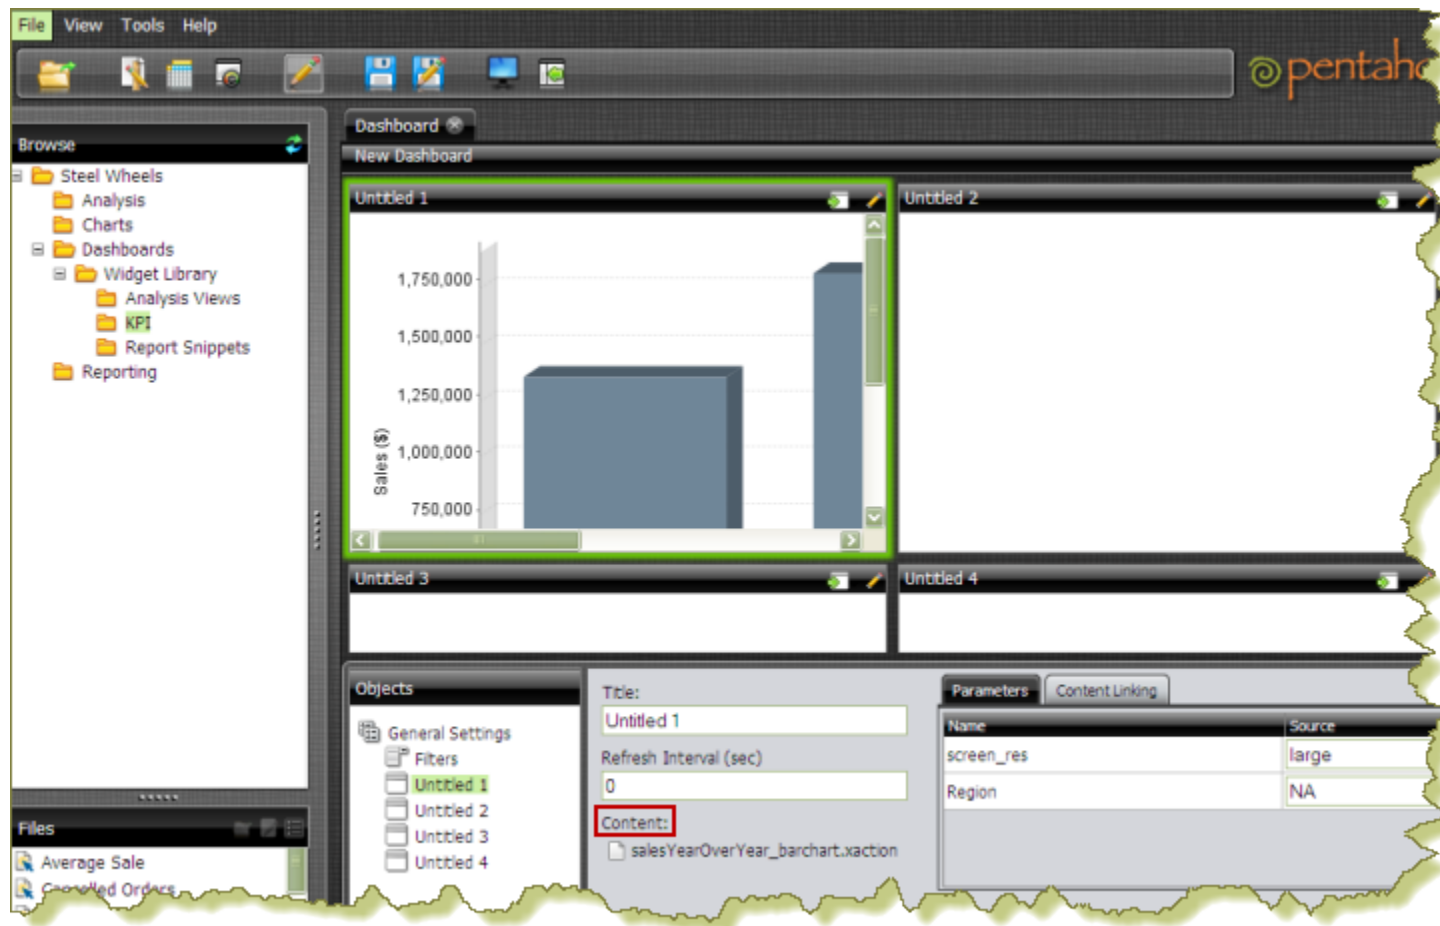 File View Tools Help
pentaho
Browse
Steel Wheels
Analysis
Charts
Dashboards
Widget Library
Analysis Views
KPI
Report Snippets
Reporting
Files
Average Sale
Cancelled Orders
Dashboard
New Dashboard
Untitled 1
1,750,000
1,500,000
1,250,000
1,000,000
750,000
Sales ($)
Untitled 2
Untitled 3
Untitled 4
Objects
General Settings
Filters
Untitled 1
Untitled 2
Untitled 3
Untitled 4
Title:
Untitled 1
Refresh Interval (sec)
0
Content:
salesYearOverYear_barchart.xaction
Parameters Content Linking
Name Source
screen_res large
Region NA